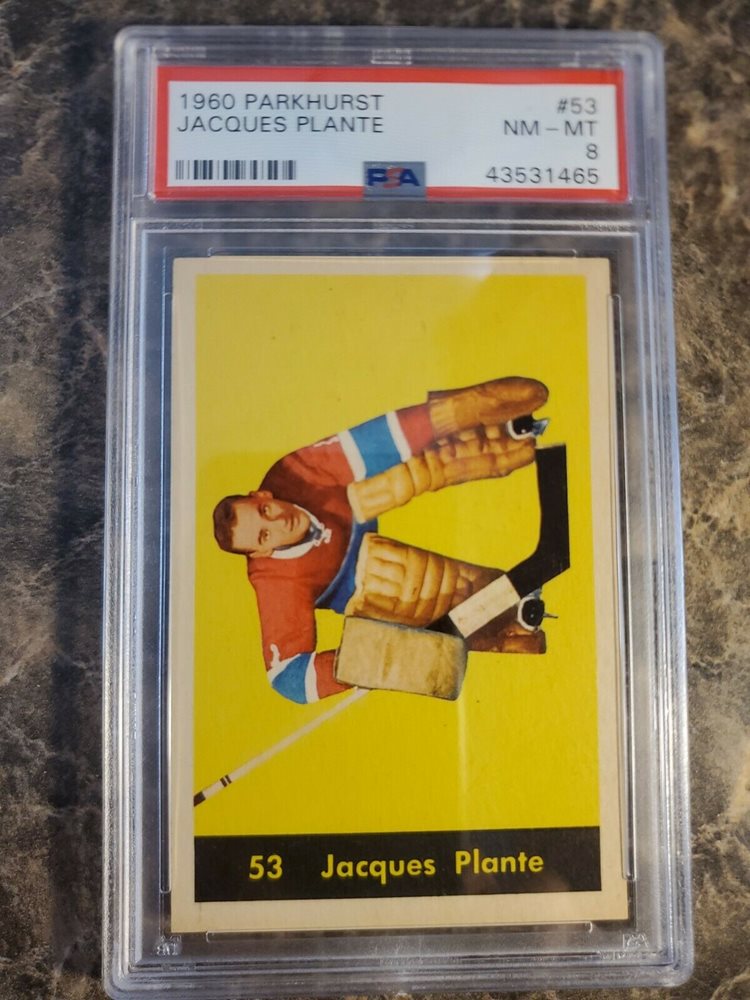 1960 PARKHURST #53
JACQUES PLANTE NM - MT
8
PSA 43531465
53 Jacques Plante